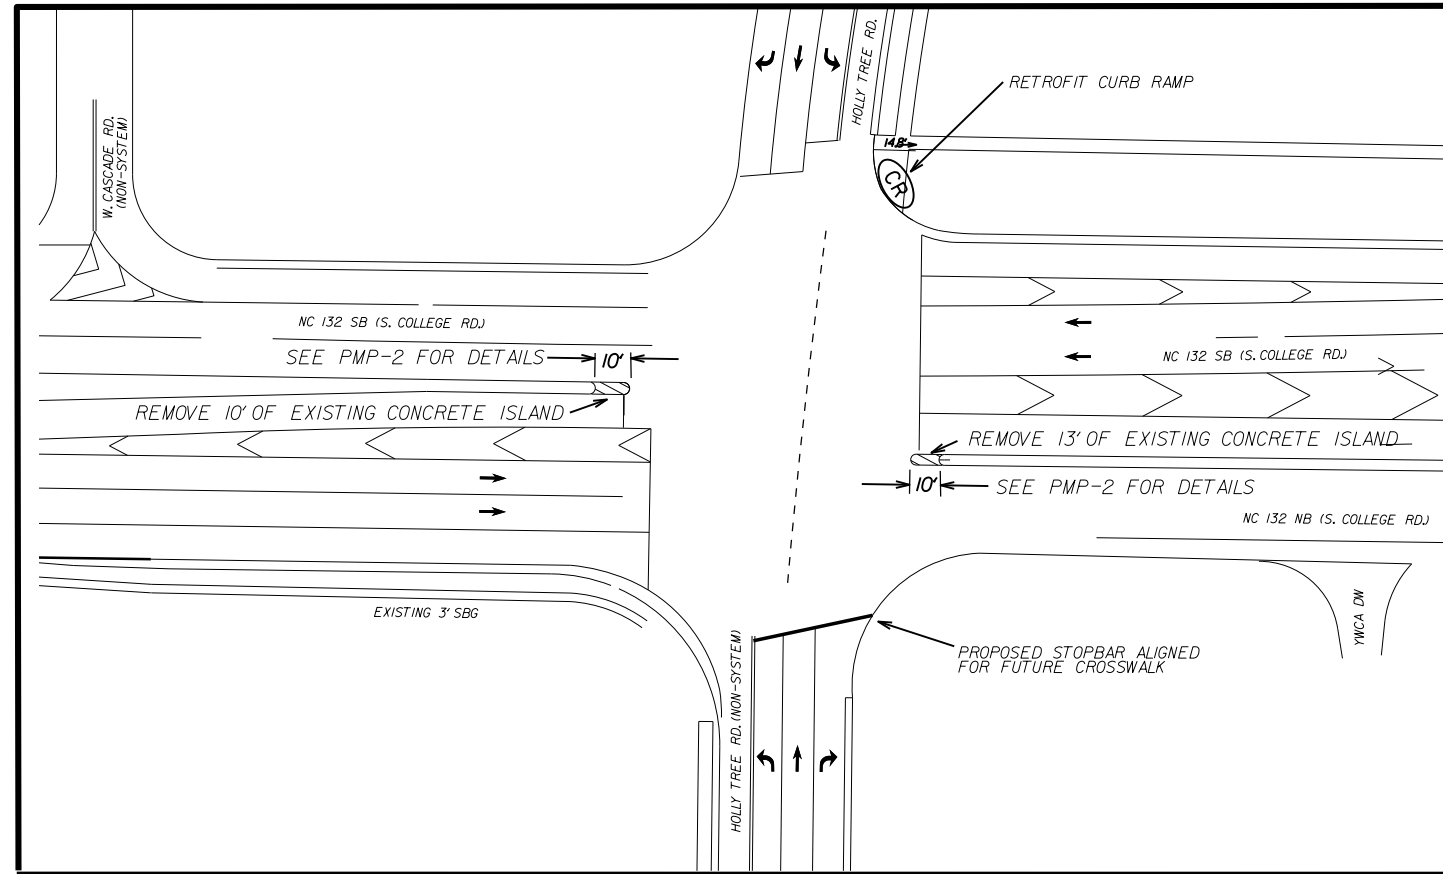 HOLLY TREE RD.
RETROFIT CURB RAMP
W. CASCADE RD.
(NON-SYSTEM)
14.8'
CR
NC 132 SB (S. COLLEGE RD.)
SEE PMP-2 FOR DETAILS
10'
NC 132 SB (S. COLLEGE RD.)
REMOVE 10' OF EXISTING CONCRETE ISLAND
REMOVE 13' OF EXISTING CONCRETE ISLAND
10'
SEE PMP-2 FOR DETAILS
NC 132 NB (S. COLLEGE RD.)
EXISTING 3' SBG
YWCA DW
PROPOSED STOPBAR ALIGNED
FOR FUTURE CROSSWALK
HOLLY TREE RD. (NON-SYSTEM)